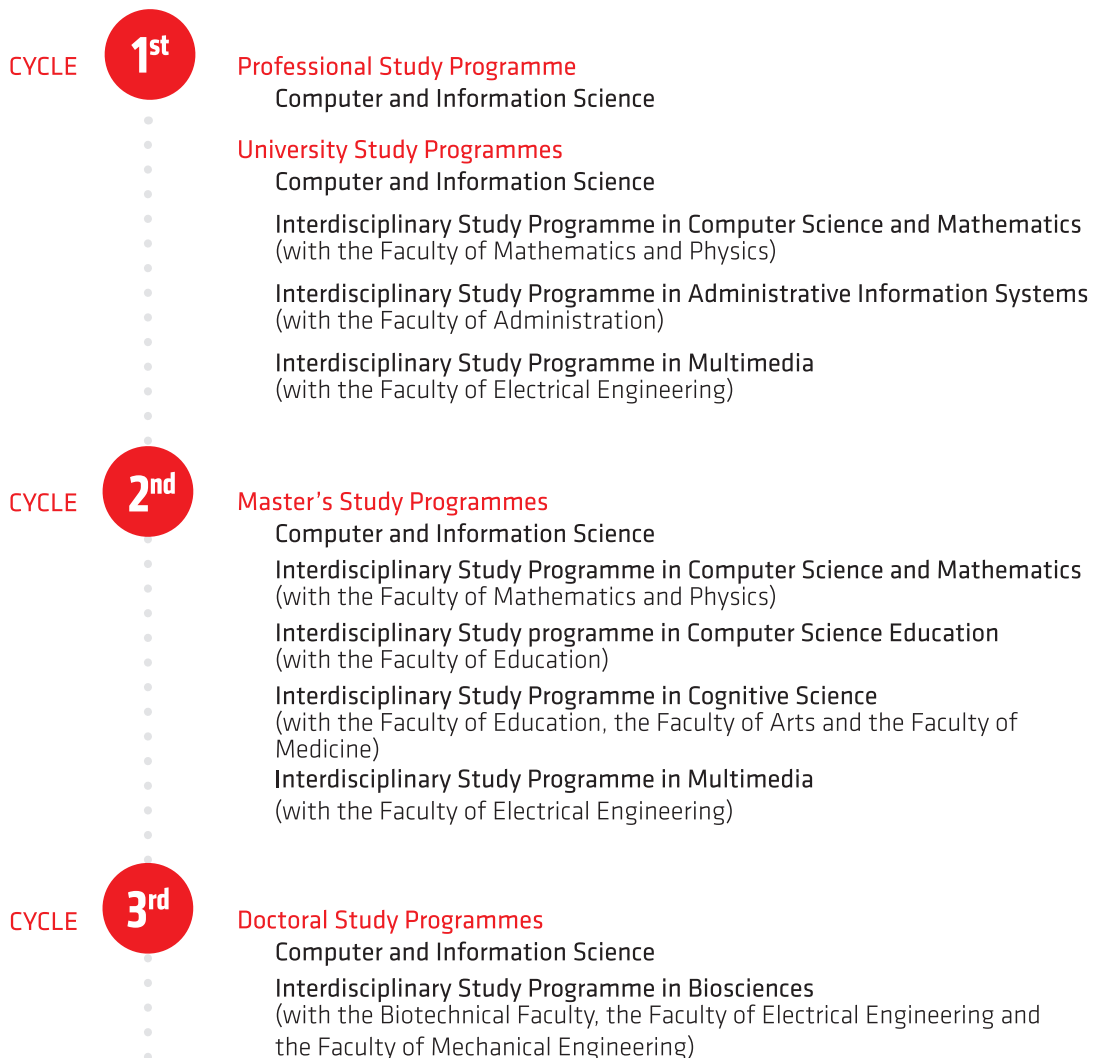 CYCLE 1st Professional Study Programme
Computer and Information Science
University Study Programmes
Computer and Information Science
Interdisciplinary Study Programme in Computer Science and Mathematics
(with the Faculty of Mathematics and Physics)
Interdisciplinary Study Programme in Administrative Information Systems
(with the Faculty of Administration)
Interdisciplinary Study Programme in Multimedia
(with the Faculty of Electrical Engineering)
CYCLE 2nd Master's Study Programmes
Computer and Information Science
Interdisciplinary Study Programme in Computer Science and Mathematics
(with the Faculty of Mathematics and Physics)
Interdisciplinary Study programme in Computer Science Education
(with the Faculty of Education)
Interdisciplinary Study Programme in Cognitive Science
(with the Faculty of Education, the Faculty of Arts and the Faculty of
Medicine)
Interdisciplinary Study Programme in Multimedia
(with the Faculty of Electrical Engineering)
CYCLE 3rd Doctoral Study Programmes
Computer and Information Science
Interdisciplinary Study Programme in Biosciences
(with the Biotechnical Faculty, the Faculty of Electrical Engineering and
the Faculty of Mechanical Engineering)